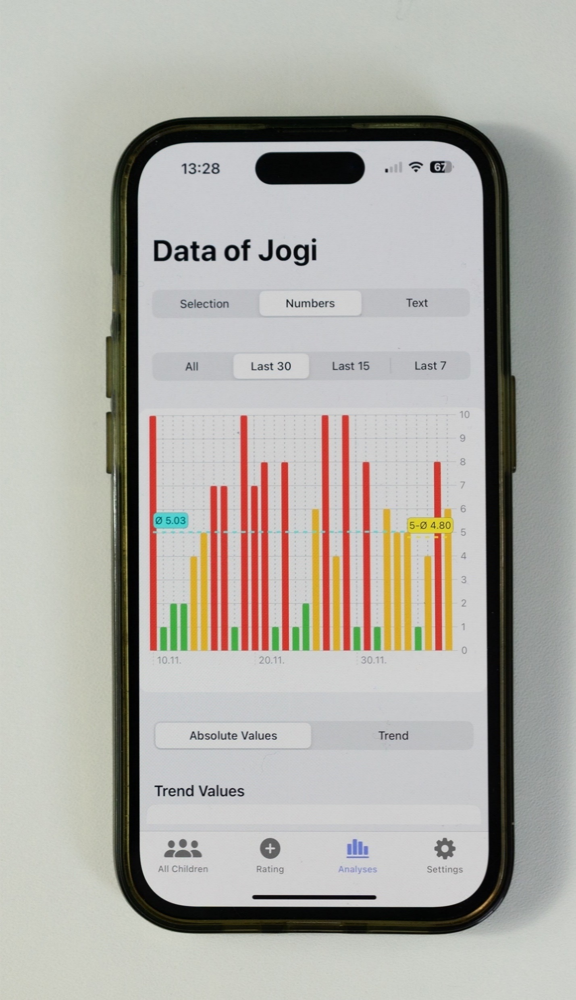 13:28 67
Data of Jogi
Selection Numbers Text
All Last 30 Last 15 Last 7
10
9
8
7
6
Ø 5.03
5-Ø 4.80
5
4
3
2
1
0
10.11. 20.11. 30.11.
Absolute Values Trend
Trend Values
All Children Rating Analyses Settings